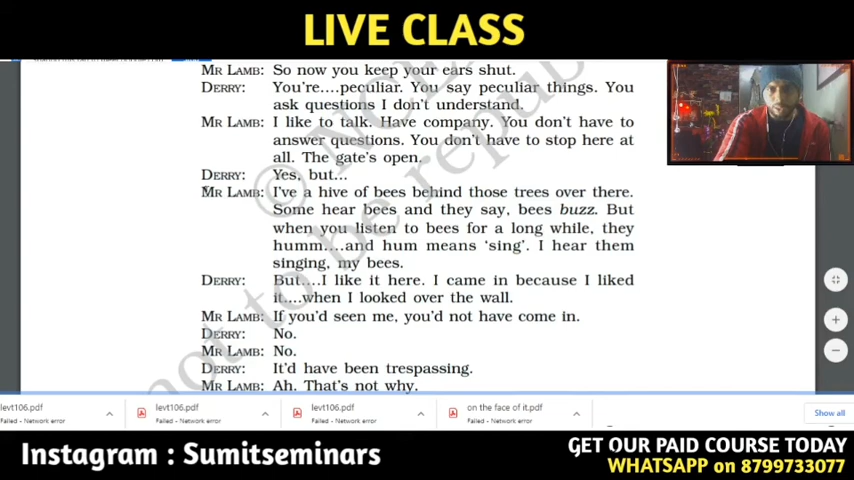 LIVE CLASS
MR LAMB: So now you keep your ears shut.
DERRY: You're....peculiar. You say peculiar things. You
ask questions I don't understand.
MR LAMB: I like to talk. Have company. You don't have to
answer questions. You don't have to stop here at
all. The gate's open.
DERRY: Yes, but...
MR LAMB: I've a hive of bees behind those trees over there.
Some hear bees and they say, bees buzz. But
when you listen to bees for a long while, they
humm....and hum means 'sing'. I hear them
singing, my bees.
DERRY: But....I like it here. I came in because I liked
it....when I looked over the wall.
MR LAMB: If you'd seen me, you'd not have come in.
DERRY: No.
MR LAMB: No.
DERRY: It'd have been trespassing.
MR LAMB: Ah. That's not why.
© NCE
not to be repub
levt106.pdf levt106.pdf levt106.pdf on the face of it.pdf Show all
Failed - Network error Failed - Network error Failed - Network error Failed - Network error
Instagram : Sumitseminars
GET OUR PAID COURSE TODAY
WHATSAPP on 8799733077